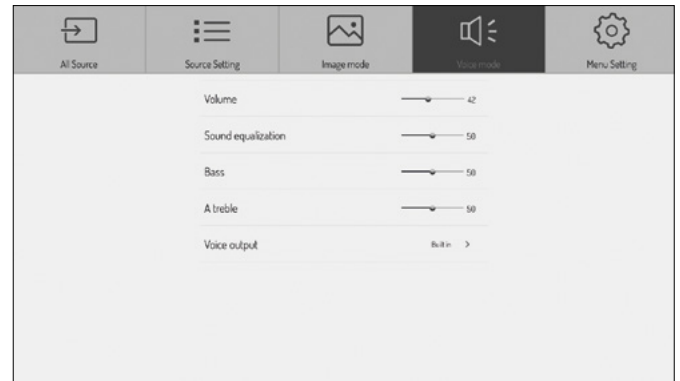 All Source
Source Setting
Image mode
Voice mode
Menu Setting
Volume 42
Sound equalization 50
Bass 50
A treble 50
Voice output Built in >